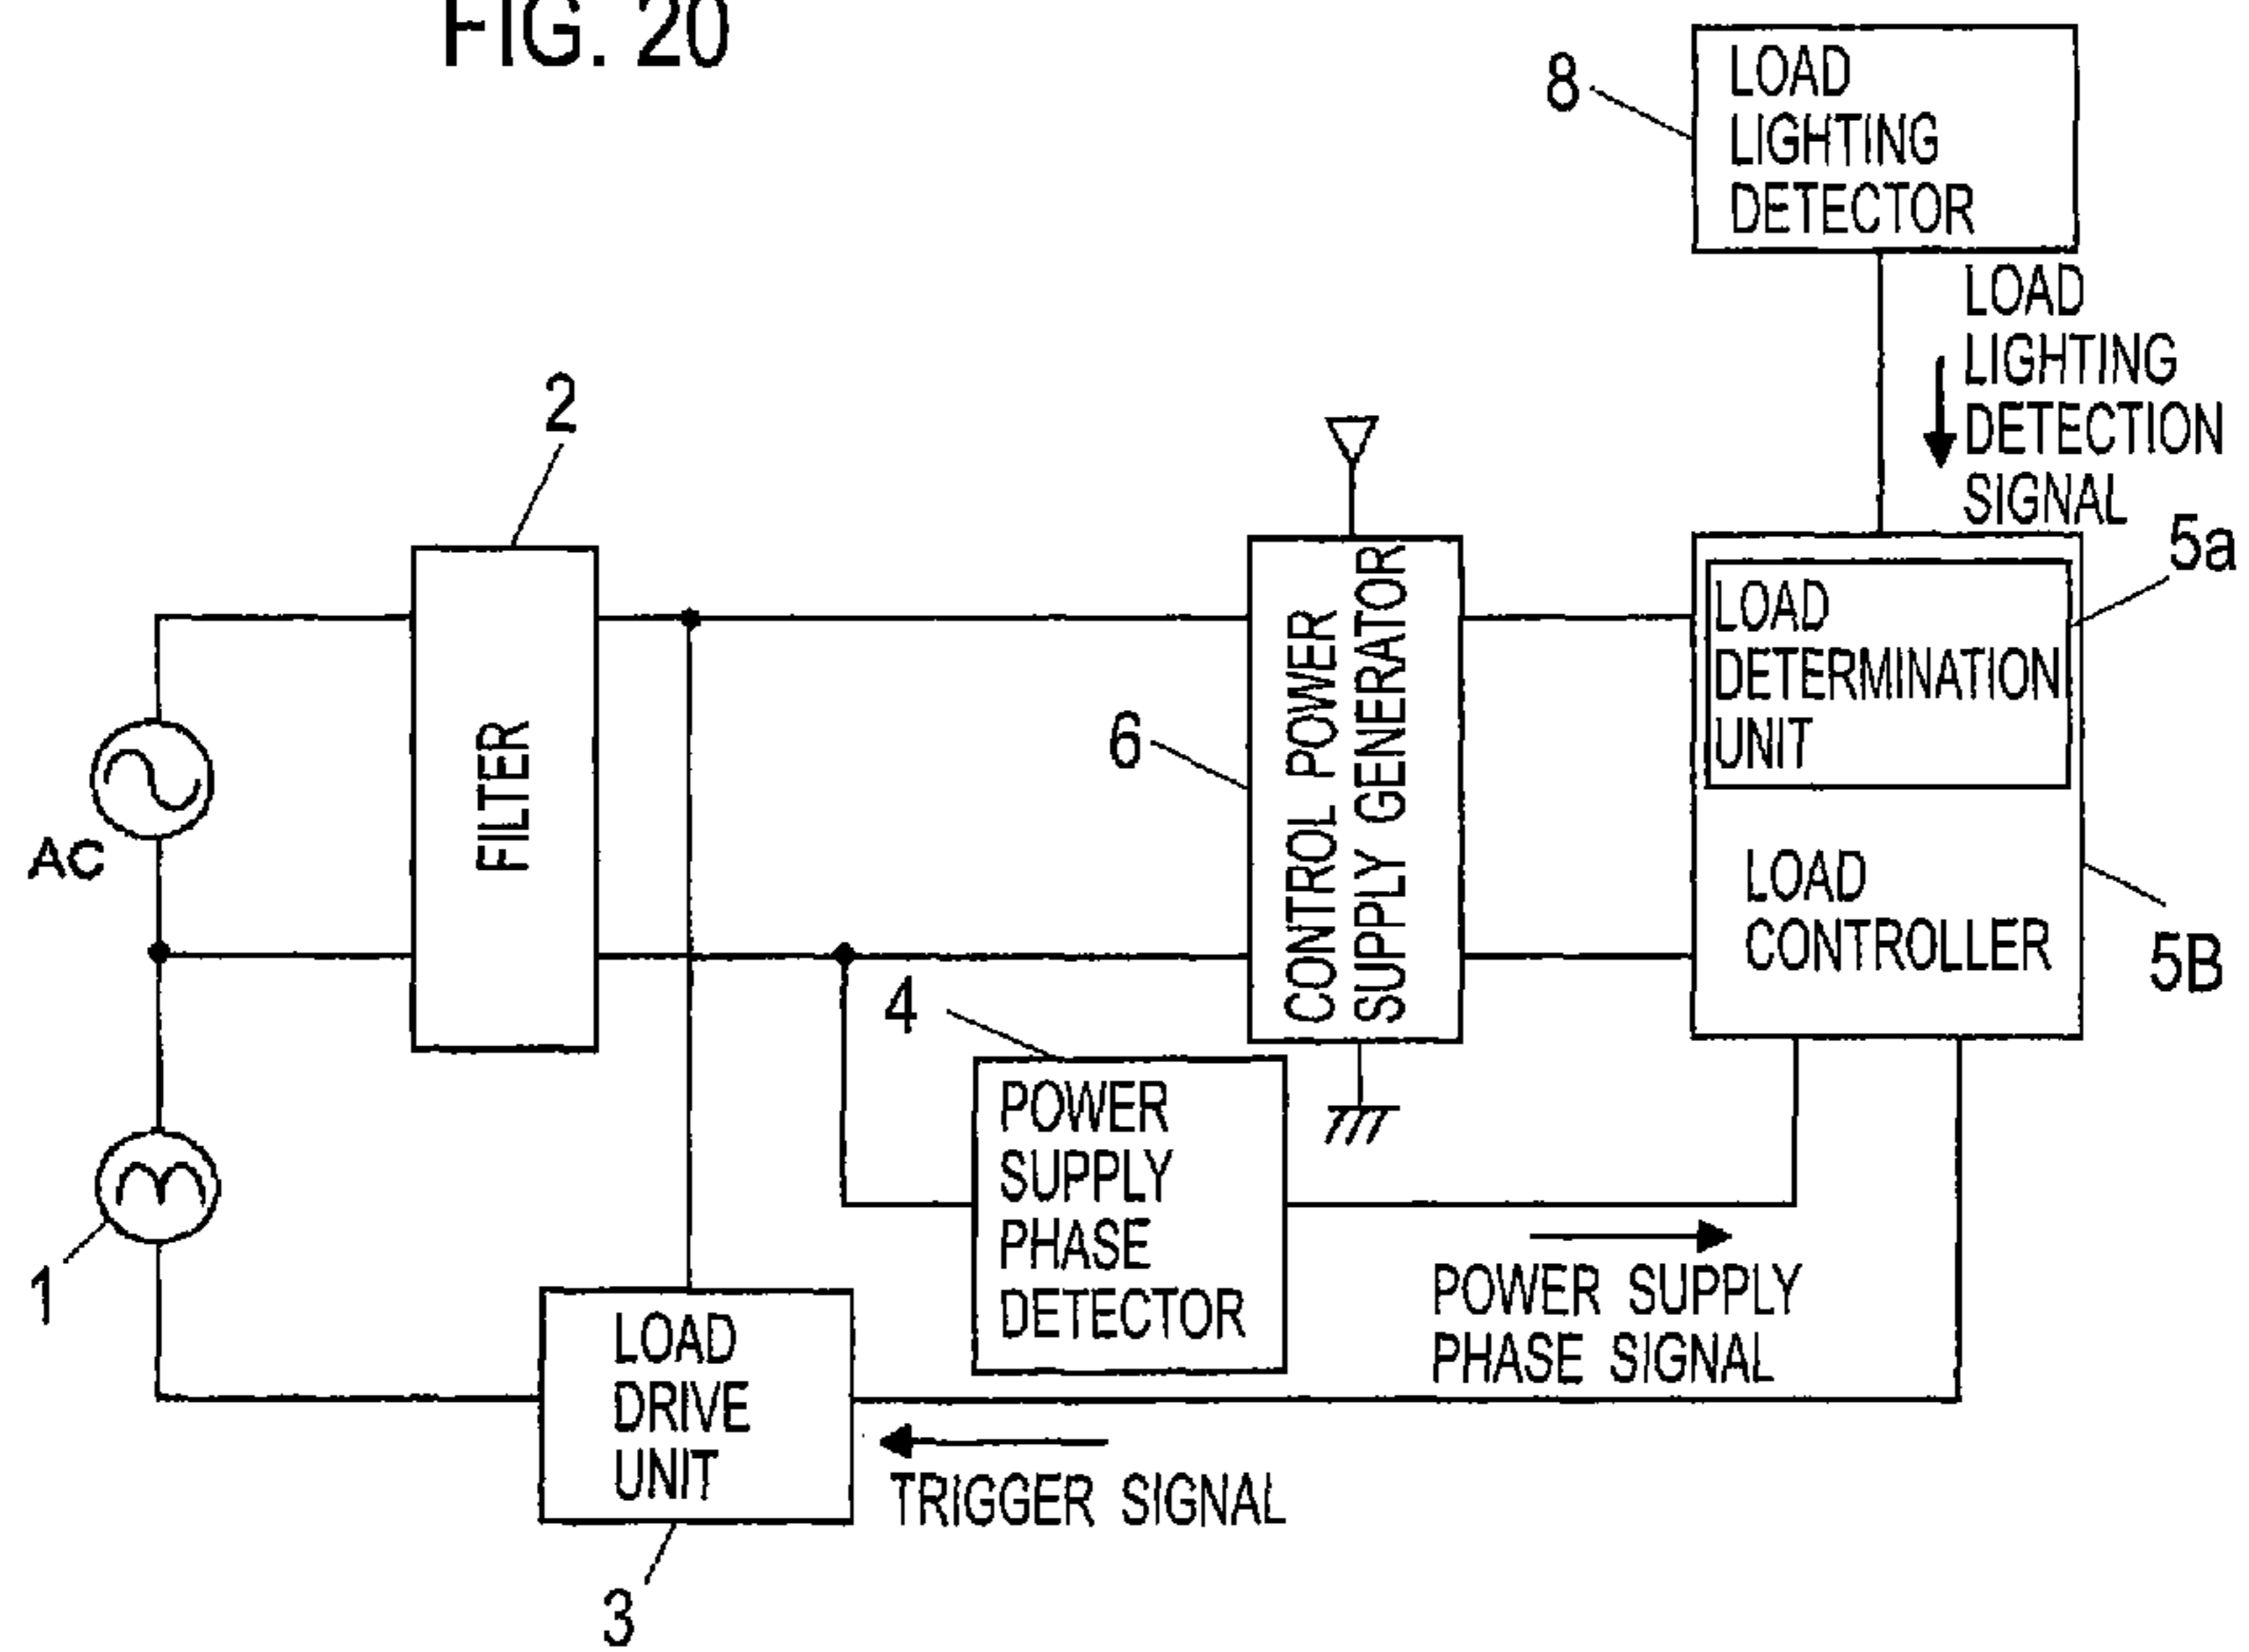 FIG. 20
8
LOAD
LIGHTING
DETECTOR
LOAD
LIGHTING
DETECTION
SIGNAL
2
5a
LOAD
DETERMINATION
UNIT
FILTER
6
CONTROL POWER
SUPPLY GENERATOR
AC
LOAD
CONTROLLER
5B
4
POWER
SUPPLY
PHASE
DETECTOR
1
POWER SUPPLY
PHASE SIGNAL
LOAD
DRIVE
UNIT
TRIGGER SIGNAL
3